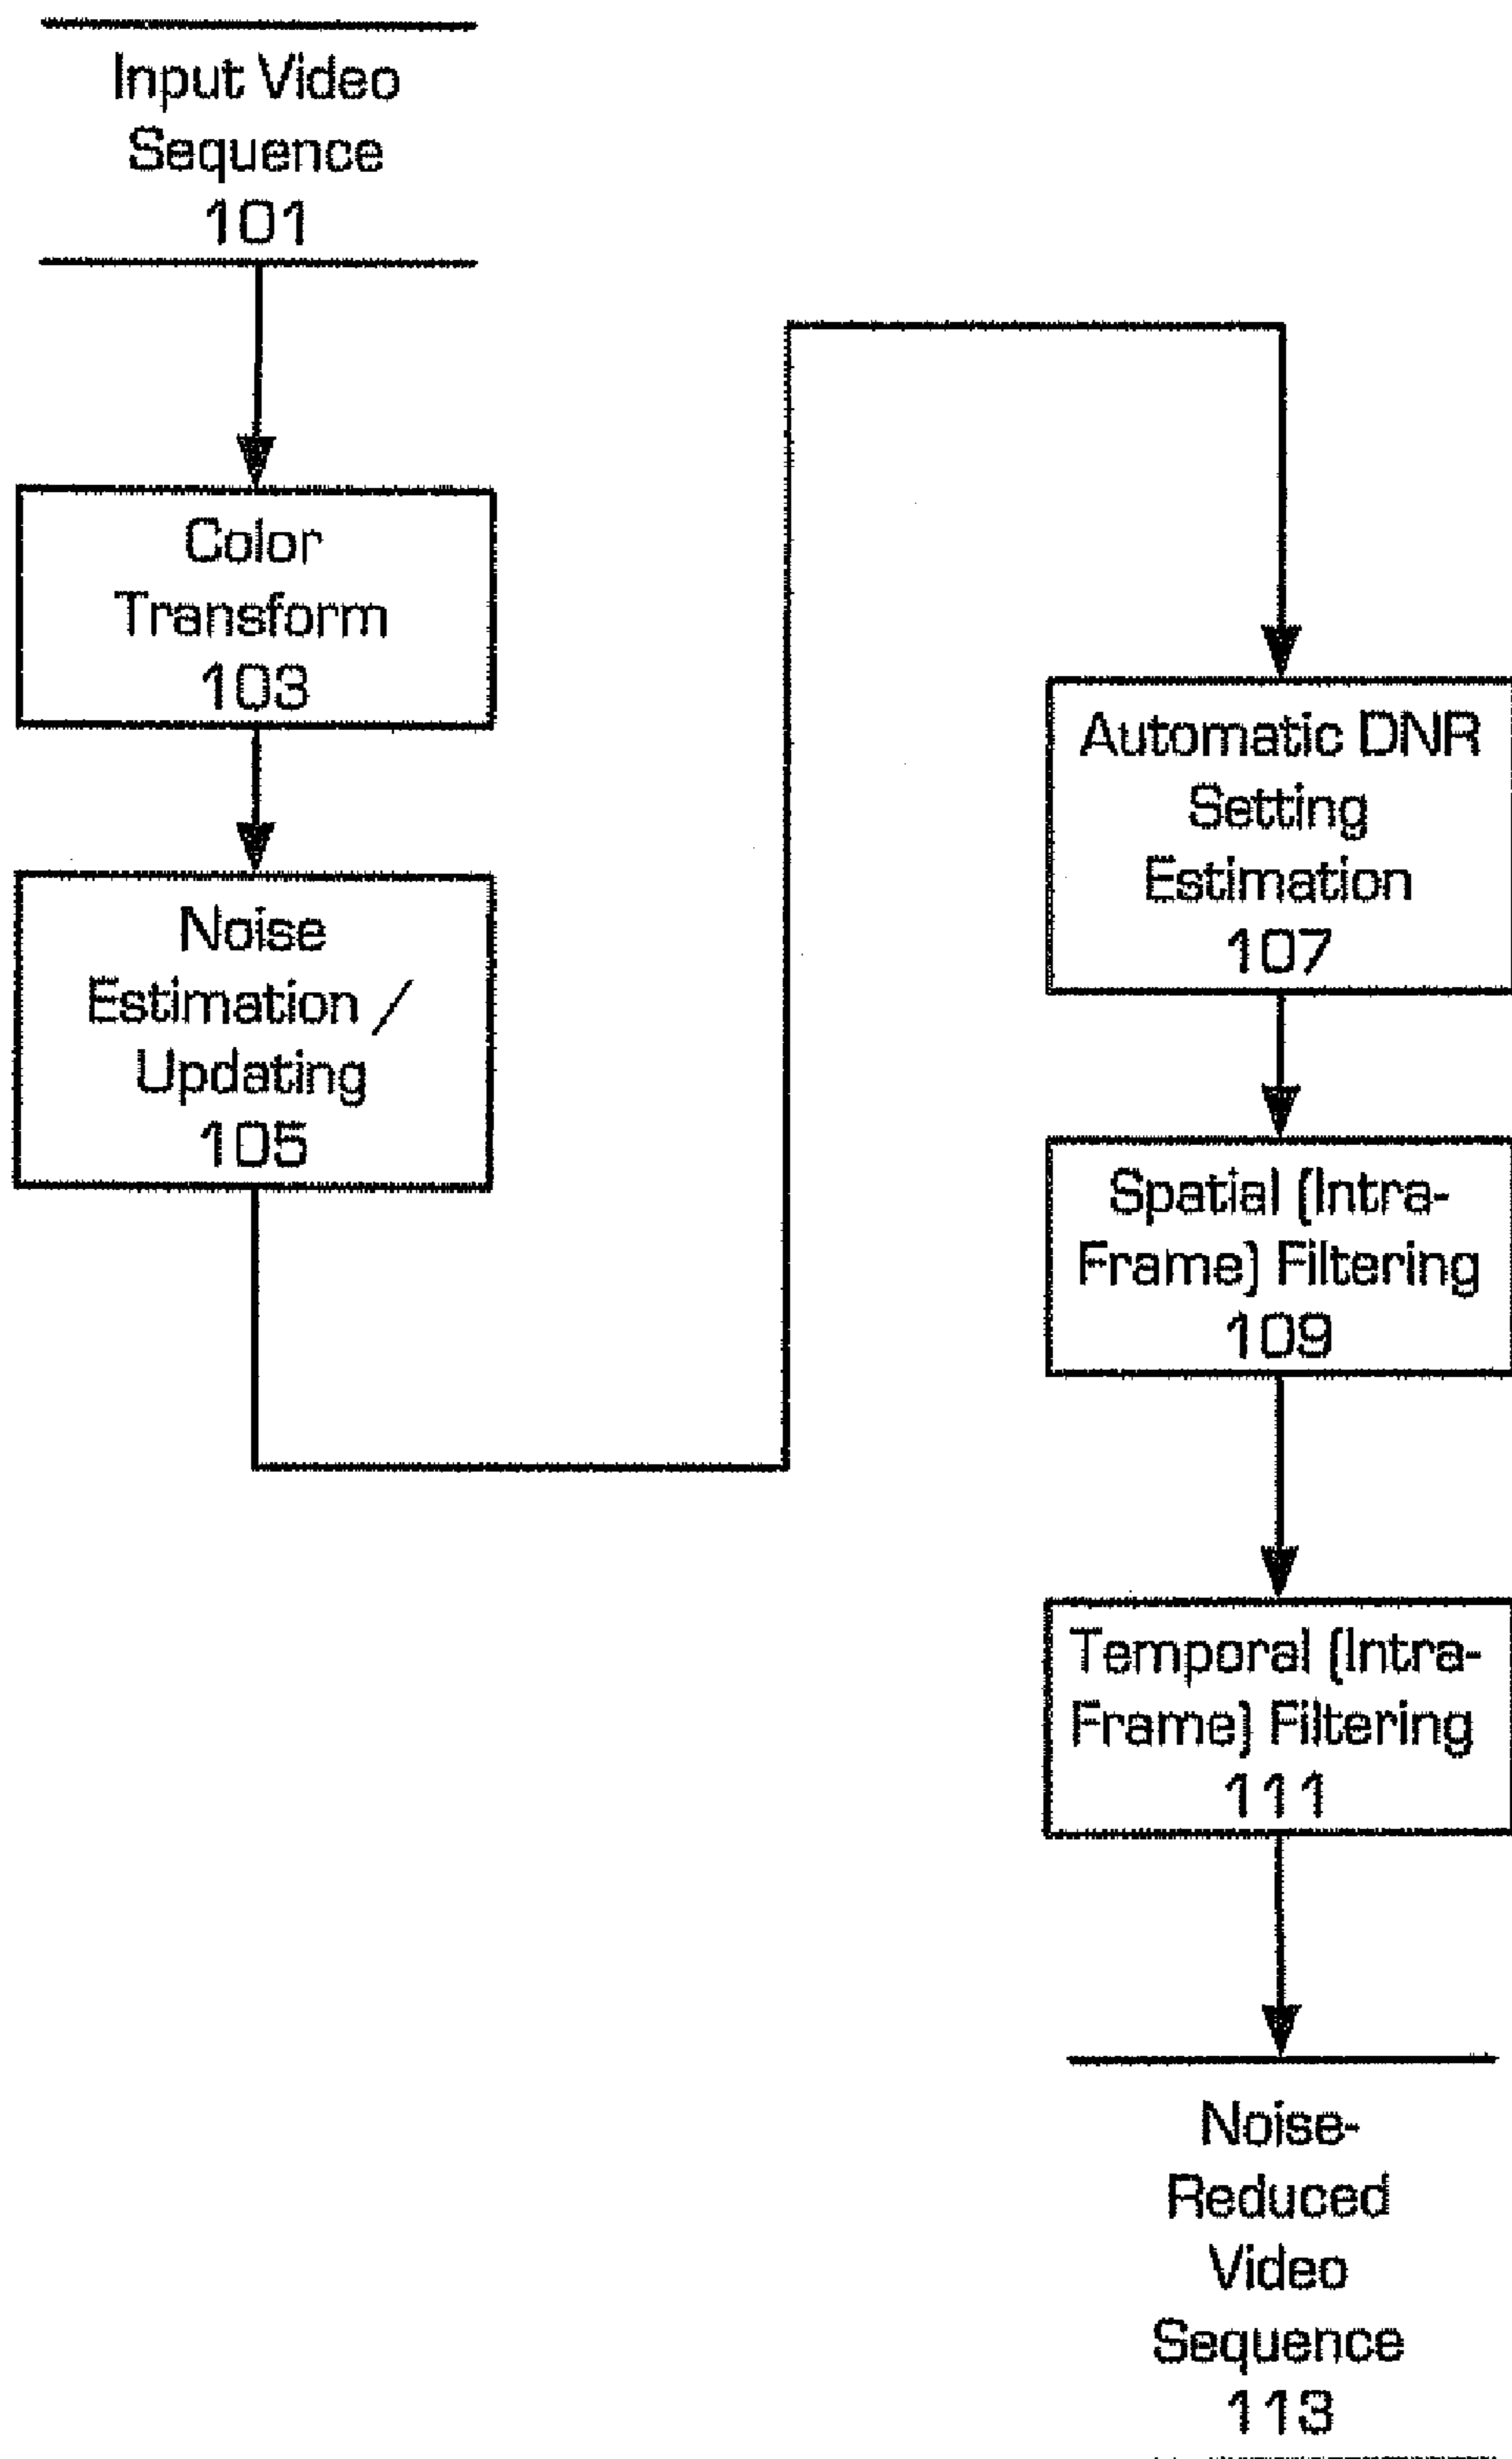 Input Video
Sequence
101
Color
Transform
103
Noise
Estimation /
Updating
105
Automatic DNR
Setting
Estimation
107
Spatial (Intra-
Frame) Filtering
109
Temporal (Intra-
Frame) Filtering
111
Noise-
Reduced
Video
Sequence
113